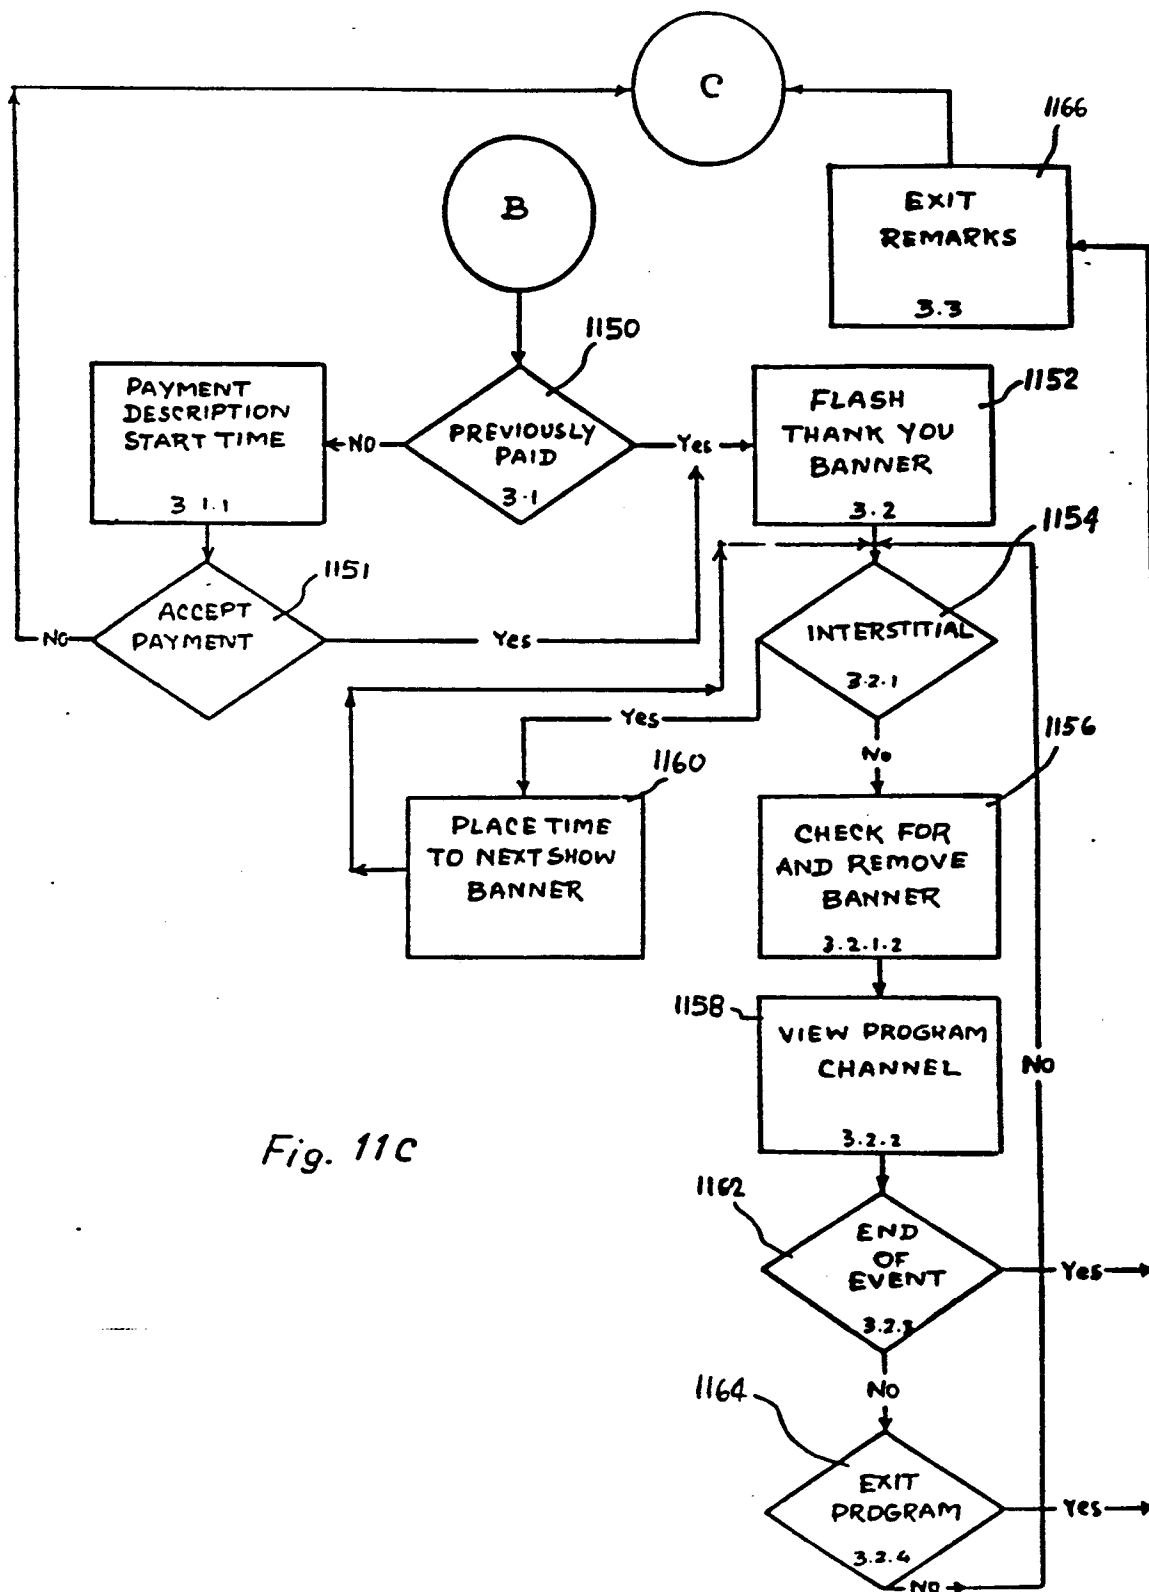 C
1166
EXIT
REMARKS
3.3
B
1150
PREVIOUSLY
PAID
3.1
NO
Yes
PAYMENT
DESCRIPTION
START TIME
3 1.1
1152
FLASH
THANK YOU
BANNER
3.2
1151
ACCEPT
PAYMENT
No
Yes
1154
INTERSTITIAL
3.2.1
Yes
No
1160
PLACE TIME
TO NEXT SHOW
BANNER
1156
CHECK FOR
AND REMOVE
BANNER
3.2.1.2
1158
VIEW PROGRAM
CHANNEL
3.2.2
NO
Fig. 11C
1162
END
OF
EVENT
3.2.3
Yes
NO
1164
EXIT
PROGRAM
3.2.4
Yes
NO